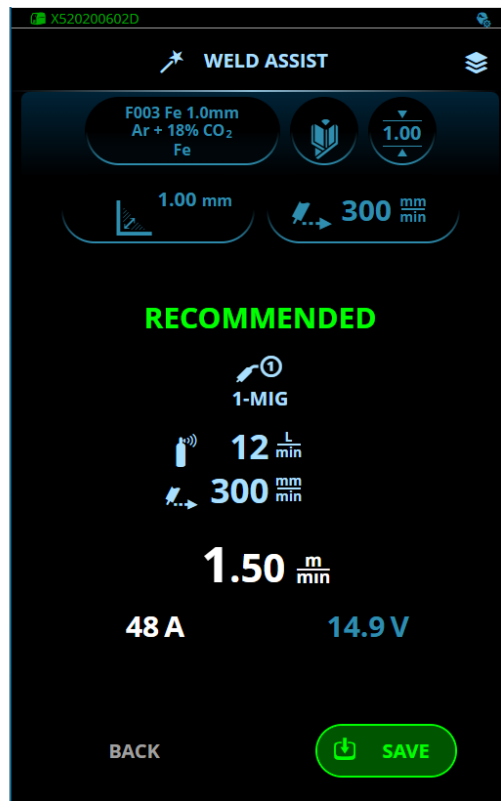 X520200602D
WELD ASSIST
F003 Fe 1.0mm
Ar + 18% CO₂
Fe
1.00
1.00 mm
300 mm/min
RECOMMENDED
1
1-MIG
12 L/min
300 mm/min
1.50 m/min
48 A
14.9 V
BACK
SAVE